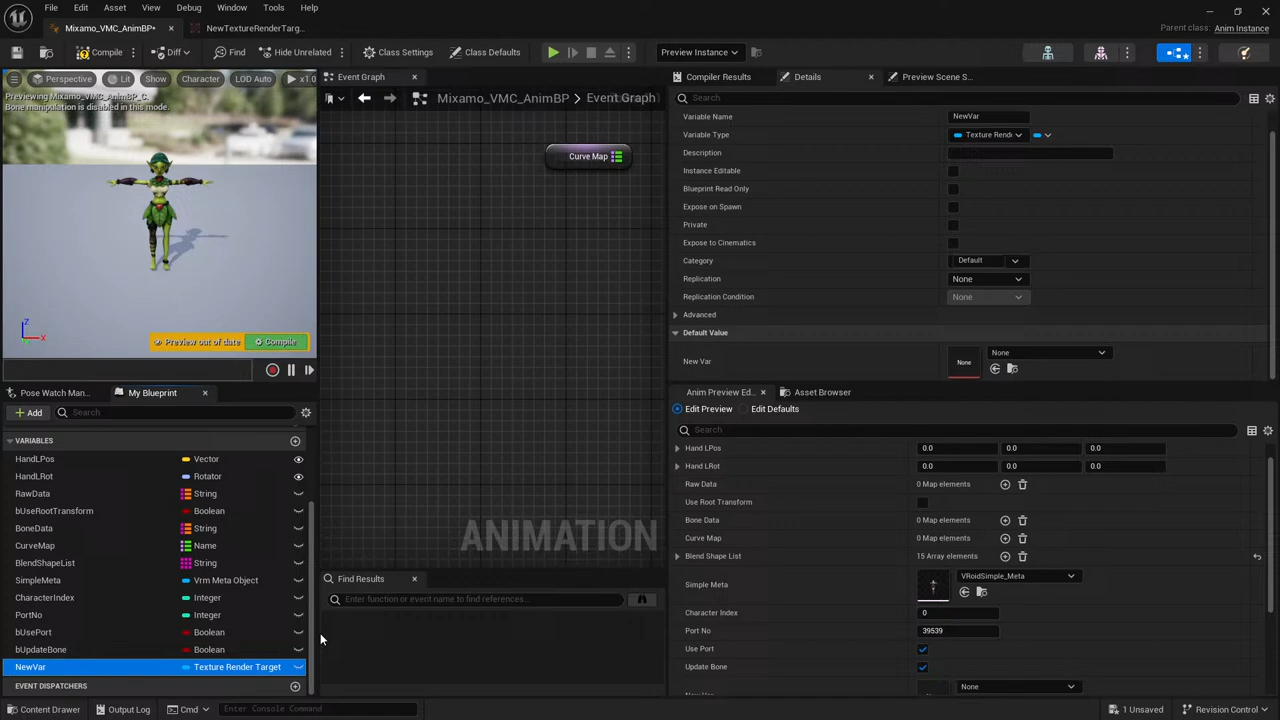 File Edit Asset View Debug Window Tools Help
Mixamo_VMC_AnimBP*
NewTextureRenderTarg...
Parent class: Anim Instance
Compile
Diff
Find
Hide Unrelated
Class Settings
Class Defaults
Preview Instance
Perspective
Lit
Show
Character
LOD Auto
x1.0
Previewing Mixamo_VMC_AnimBP_C.
Bone manipulation is disabled in this mode.
Z
X
Preview out of date
Compile
Pose Watch Man...
My Blueprint
Add
Search
VARIABLES
HandLPos Vector
HandLRot Rotator
RawData String
bUseRootTransform Boolean
BoneData String
CurveMap Name
BlendShapeList String
SimpleMeta Vrm Meta Object
CharacterIndex Integer
PortNo Integer
bUsePort Boolean
bUpdateBone Boolean
NewVar Texture Render Target
EVENT DISPATCHERS
Event Graph
Mixamo_VMC_AnimBP > Event Graph
Curve Map
ANIMATION
Find Results
Enter function or event name to find references...
Compiler Results
Details
Preview Scene S...
Search
Variable Name NewVar
Variable Type Texture Rend
Description
Instance Editable
Blueprint Read Only
Expose on Spawn
Private
Expose to Cinematics
Category Default
Replication None
Replication Condition None
Advanced
Default Value
New Var None None
Anim Preview Ed...
Asset Browser
Edit Preview Edit Defaults
Search
Hand LPos 0.0 0.0 0.0
Hand LRot 0.0 0.0 0.0
Raw Data 0 Map elements
Use Root Transform
Bone Data 0 Map elements
Curve Map 0 Map elements
Blend Shape List 15 Array elements
Simple Meta VRoidSimple_Meta
Character Index 0
Port No 39539
Use Port
Update Bone
New Var None
Content Drawer
Output Log
Cmd
Enter Console Command
1 Unsaved
Revision Control